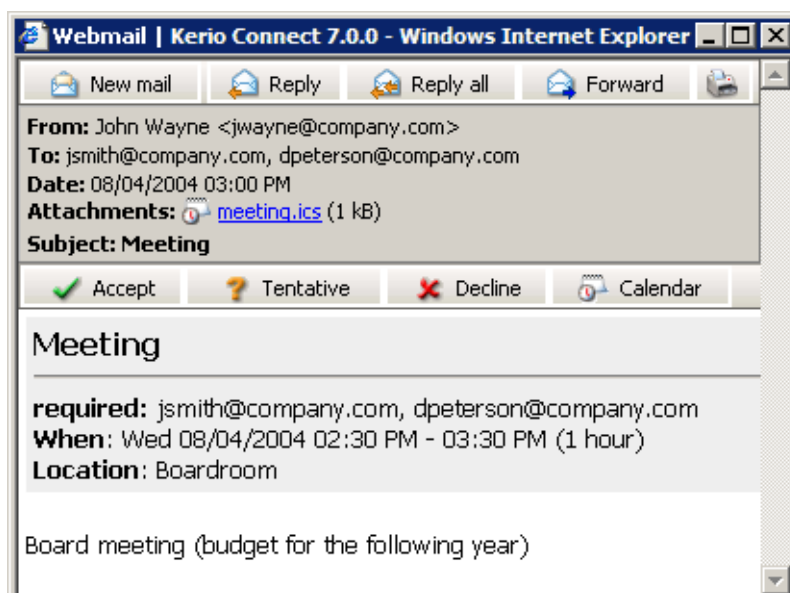 Webmail | Kerio Connect 7.0.0 - Windows Internet Explorer
New mail Reply Reply all Forward
From: John Wayne <jwayne@company.com>
To: jsmith@company.com, dpeterson@company.com
Date: 08/04/2004 03:00 PM
Attachments: meeting.ics (1 kB)
Subject: Meeting
Accept Tentative Decline Calendar
Meeting
required: jsmith@company.com, dpeterson@company.com
When: Wed 08/04/2004 02:30 PM - 03:30 PM (1 hour)
Location: Boardroom
Board meeting (budget for the following year)